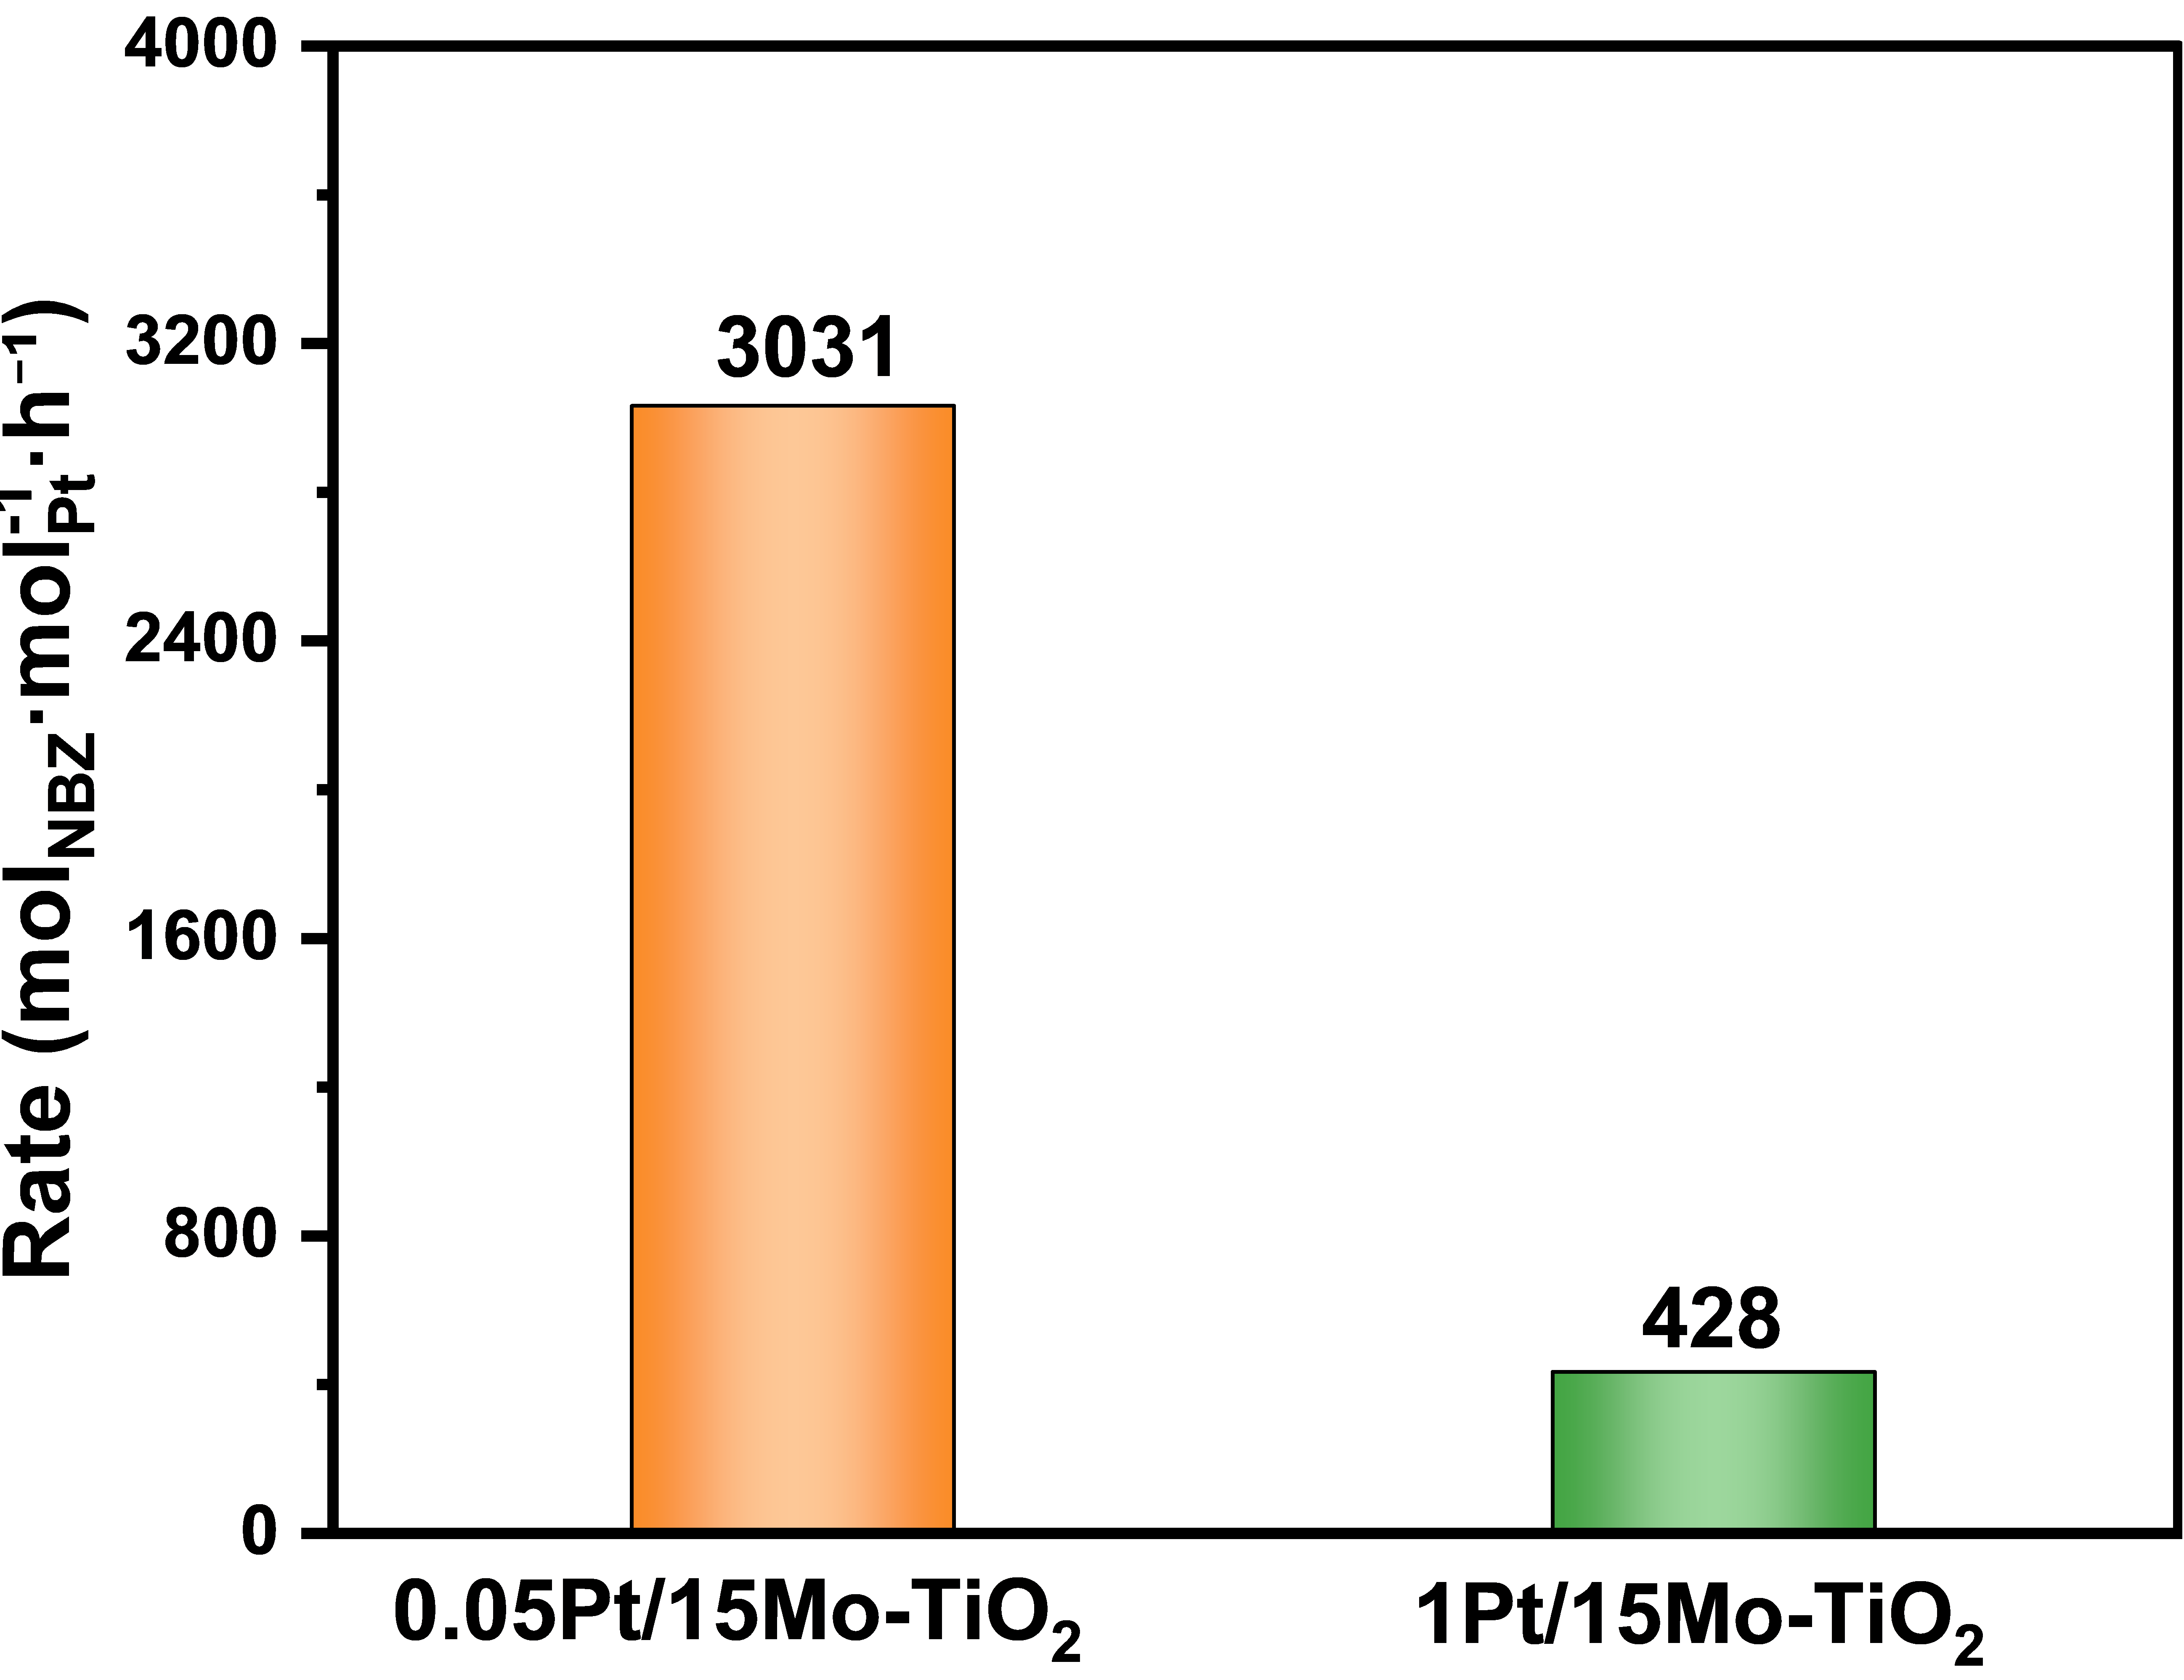 4000
3200
2400
1600
800
0
Rate (mol_NBZ·mol_Pt^-1·h^−1)
3031
428
0.05Pt/15Mo-TiO₂
1Pt/15Mo-TiO₂